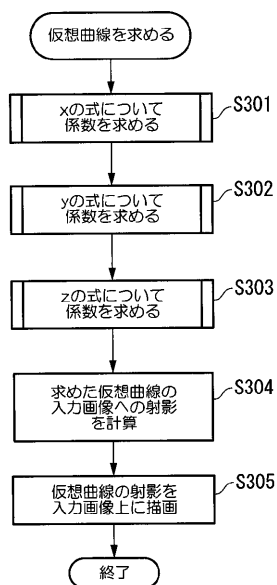 仮想曲線を求める
xの式について
係数を求める
S301
yの式について
係数を求める
S302
zの式について
係数を求める
S303
求めた仮想曲線の
入力画像への射影
を計算
S304
仮想曲線の射影を
入力画像上に描画
S305
終了